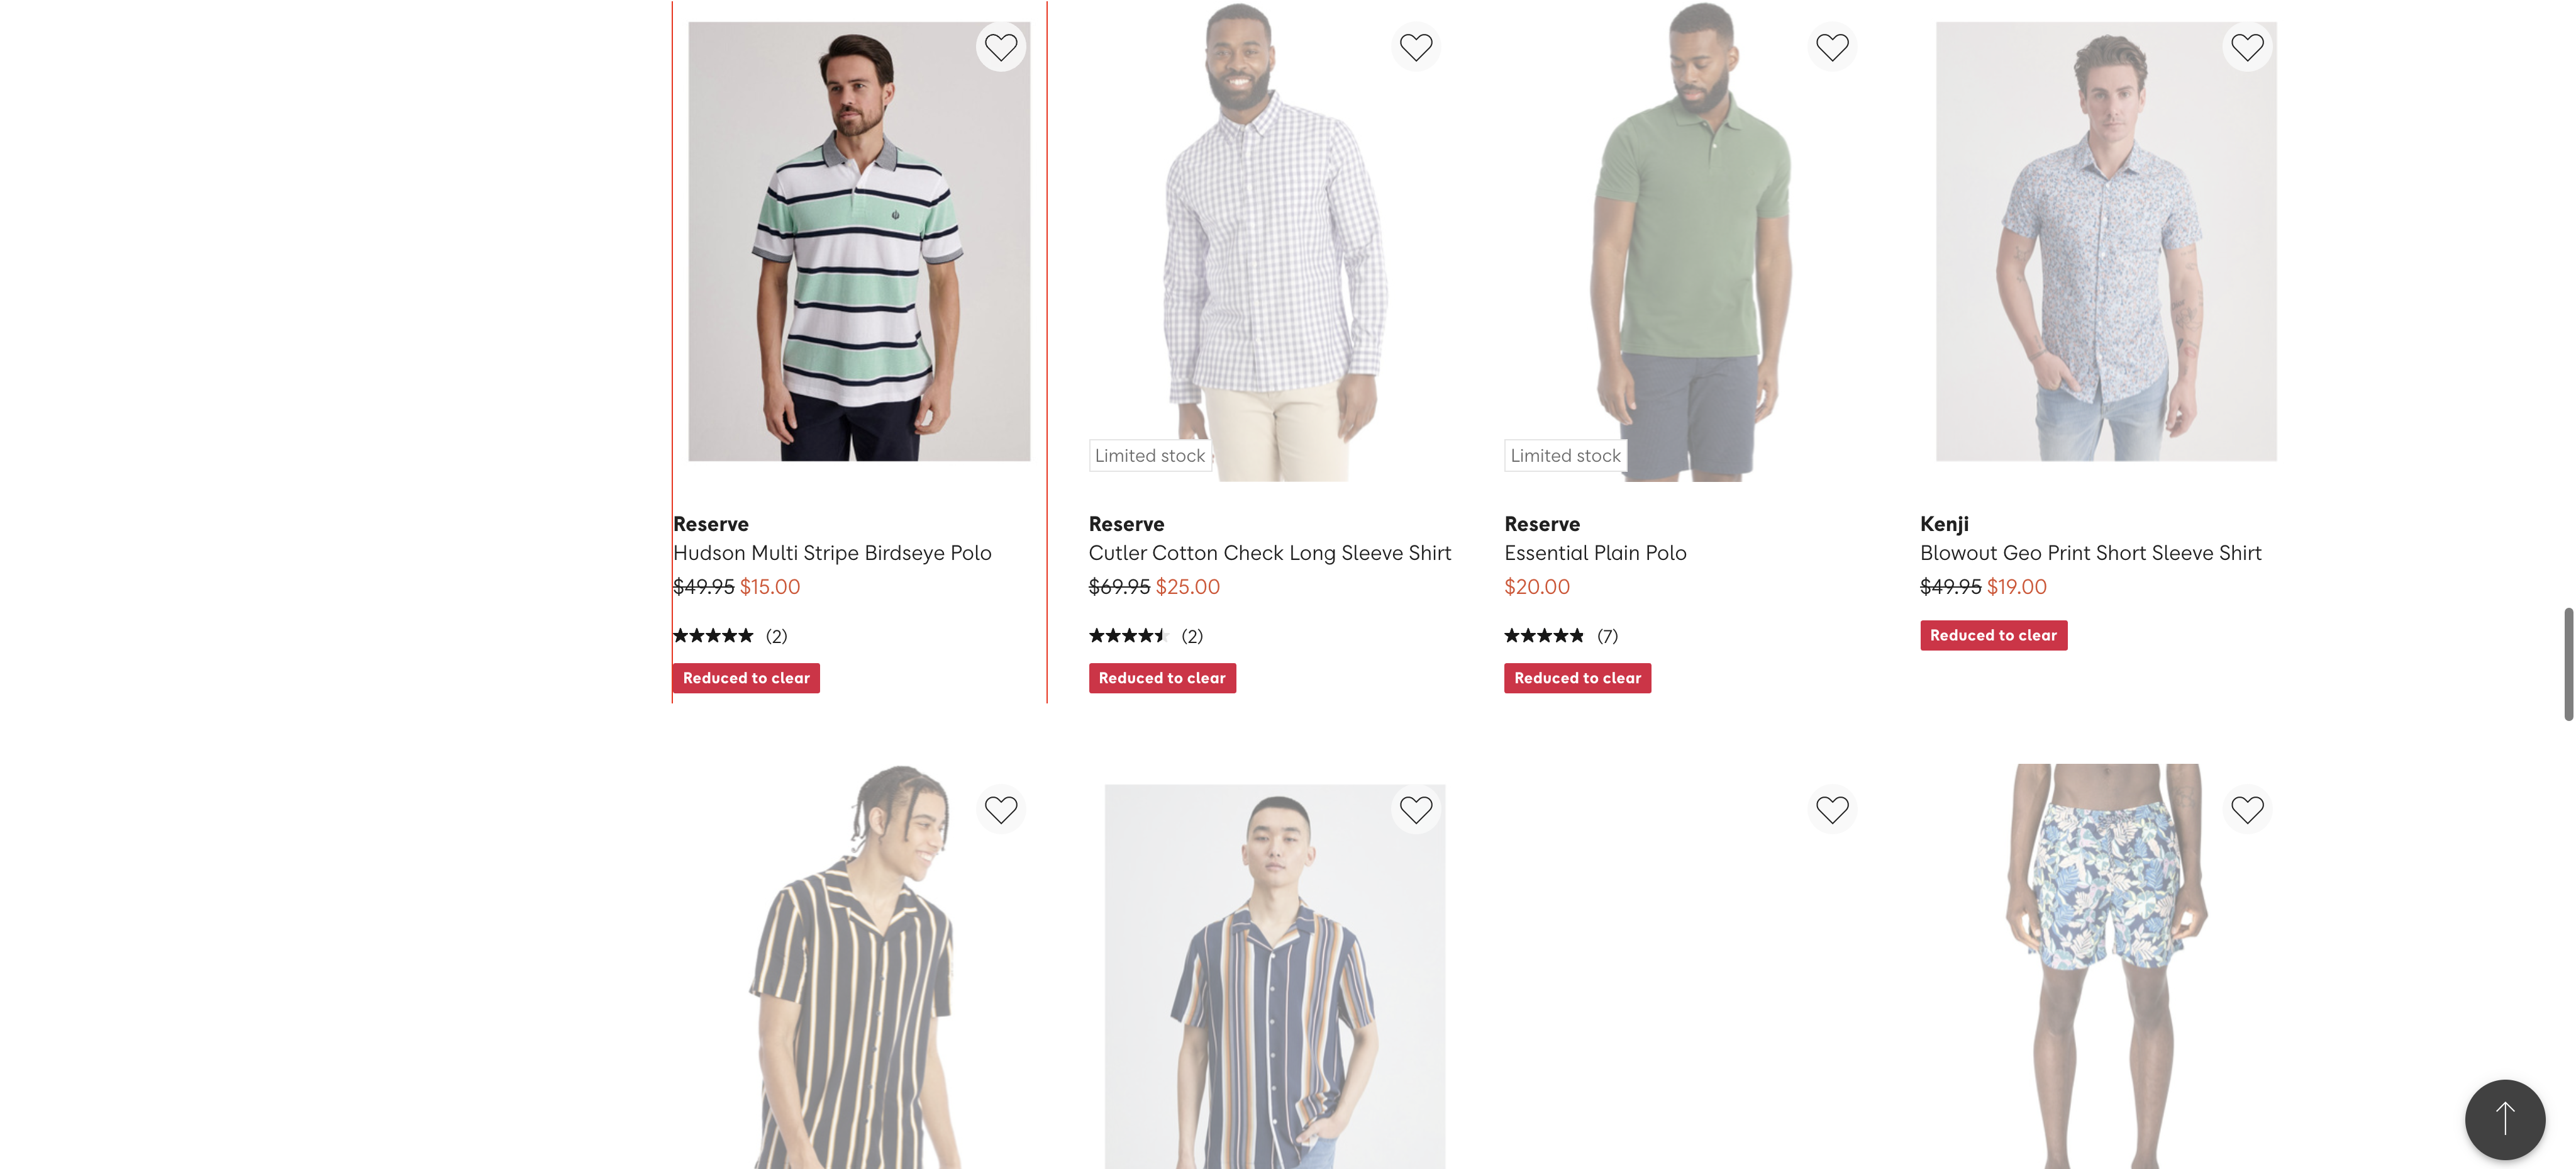 Limited stock
Limited stock
Reserve
Hudson Multi Stripe Birdseye Polo
$49.95 $15.00
(2)
Reduced to clear
Reserve
Cutler Cotton Check Long Sleeve Shirt
$69.95 $25.00
(2)
Reduced to clear
Reserve
Essential Plain Polo
$20.00
(7)
Reduced to clear
Kenji
Blowout Geo Print Short Sleeve Shirt
$49.95 $19.00
Reduced to clear